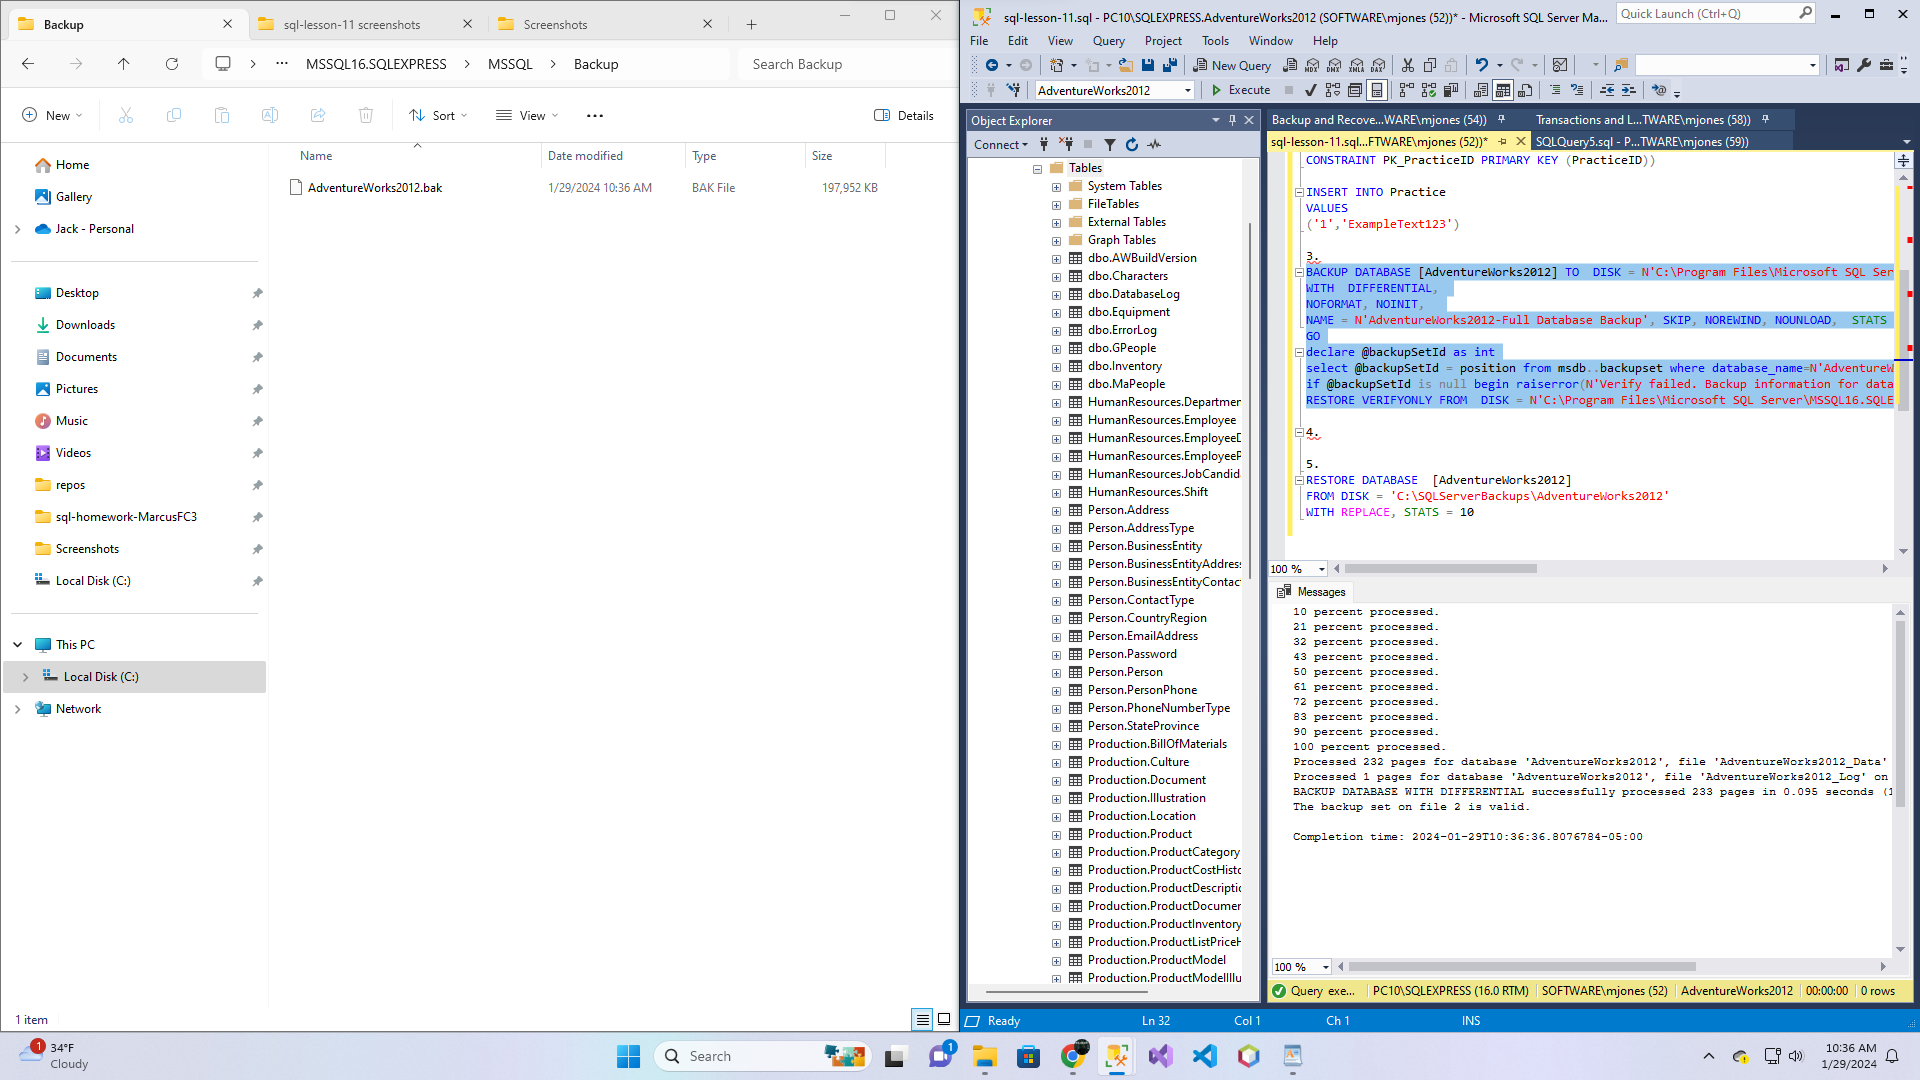 Backup
sql-lesson-11 screenshots
Screenshots
MSSQL16.SQLEXPRESS
MSSQL
Backup
Search Backup
New
Sort
View
Details
Home
Gallery
Jack - Personal
Desktop
Downloads
Documents
Pictures
Music
Videos
repos
sql-homework-MarcusFC3
Screenshots
Local Disk (C:)
This PC
Local Disk (C:)
Network
Name Date modified Type Size
AdventureWorks2012.bak 1/29/2024 10:36 AM BAK File 197,952 KB
1 item
sql-lesson-11.sql - PC10\SQLEXPRESS.AdventureWorks2012 (SOFTWARE\mjones (52))* - Microsoft SQL Server Ma...
Quick Launch (Ctrl+Q)
File Edit View Query Project Tools Window Help
New Query
MDX DMX XMLA DAX
AdventureWorks2012
Execute
Object Explorer
Connect
Tables
System Tables
FileTables
External Tables
Graph Tables
dbo.AWBuildVersion
dbo.Characters
dbo.DatabaseLog
dbo.Equipment
dbo.ErrorLog
dbo.GPeople
dbo.Inventory
dbo.MaPeople
HumanResources.Departmen
HumanResources.Employee
HumanResources.EmployeeD
HumanResources.EmployeeP
HumanResources.JobCandida
HumanResources.Shift
Person.Address
Person.AddressType
Person.BusinessEntity
Person.BusinessEntityAddress
Person.BusinessEntityContact
Person.ContactType
Person.CountryRegion
Person.EmailAddress
Person.Password
Person.Person
Person.PersonPhone
Person.PhoneNumberType
Person.StateProvince
Production.BillOfMaterials
Production.Culture
Production.Document
Production.Illustration
Production.Location
Production.Product
Production.ProductCategory
Production.ProductCostHisto
Production.ProductDescriptio
Production.ProductDocumen
Production.ProductInventory
Production.ProductListPriceH
Production.ProductModel
Production.ProductModelIllu
Backup and Recove...WARE\mjones (54))
Transactions and L...TWARE\mjones (58))
sql-lesson-11.sql...FTWARE\mjones (52))*
SQLQuery5.sql - P...TWARE\mjones (59))
CONSTRAINT PK_PracticeID PRIMARY KEY (PracticeID))
INSERT INTO Practice
VALUES
('1','ExampleText123')
3.
BACKUP DATABASE [AdventureWorks2012] TO  DISK = N'C:\Program Files\Microsoft SQL Ser
WITH  DIFFERENTIAL,
NOFORMAT, NOINIT,
NAME = N'AdventureWorks2012-Full Database Backup', SKIP, NOREWIND, NOUNLOAD,  STATS
GO
declare @backupSetId as int
select @backupSetId = position from msdb..backupset where database_name=N'AdventureW
if @backupSetId is null begin raiserror(N'Verify failed. Backup information for data
RESTORE VERIFYONLY FROM  DISK = N'C:\Program Files\Microsoft SQL Server\MSSQL16.SQLE
4.
5.
RESTORE DATABASE  [AdventureWorks2012]
FROM DISK = 'C:\SQLServerBackups\AdventureWorks2012'
WITH REPLACE, STATS = 10
100 %
Messages
10 percent processed.
21 percent processed.
32 percent processed.
43 percent processed.
50 percent processed.
61 percent processed.
72 percent processed.
83 percent processed.
90 percent processed.
100 percent processed.
Processed 232 pages for database 'AdventureWorks2012', file 'AdventureWorks2012_Data'
Processed 1 pages for database 'AdventureWorks2012', file 'AdventureWorks2012_Log' on
BACKUP DATABASE WITH DIFFERENTIAL successfully processed 233 pages in 0.095 seconds (1
The backup set on file 2 is valid.
Completion time: 2024-01-29T10:36:36.8076784-05:00
100 %
Query exe... PC10\SQLEXPRESS (16.0 RTM) SOFTWARE\mjones (52) AdventureWorks2012 00:00:00 0 rows
Ready Ln 32 Col 1 Ch 1 INS
1
34°F
Cloudy
Search
1
10:36 AM
1/29/2024